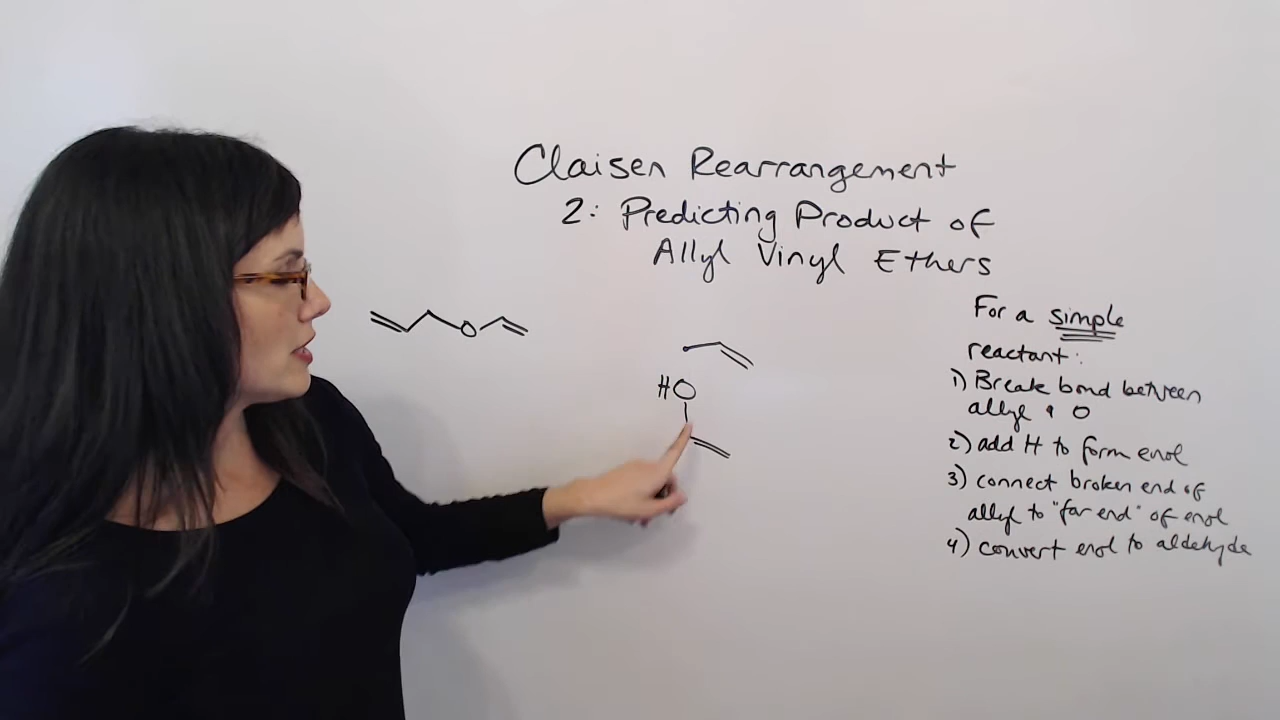 Claisen Rearrangement
2: Predicting Product of
Allyl Vinyl Ethers
O
HO
For a simple
reactant:
1) Break bond between
allyl & O
2) add H to form enol
3) connect broken end of
allyl to "far end" of enol
4) convert enol to aldehyde